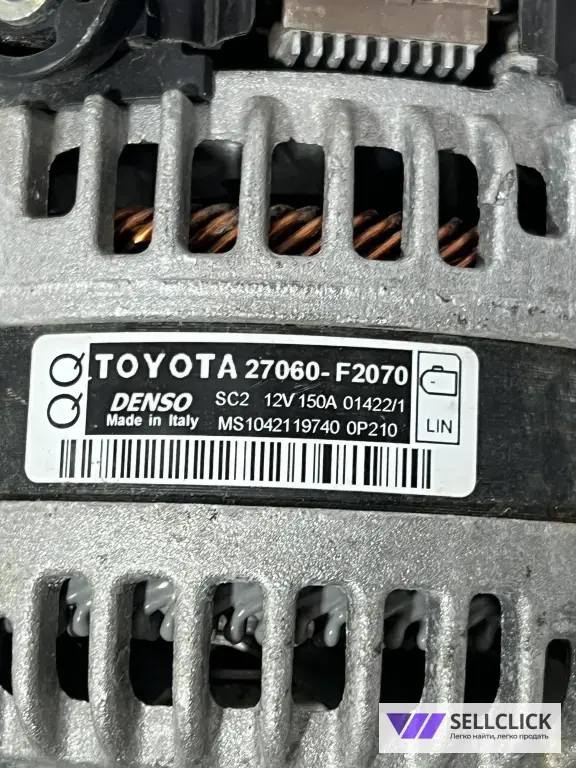 QQ TOYOTA 27060-F2070
DENSO SC2 12V 150A 01422/1
Made in Italy MS1042119740 0P210
LIN
SELLCLICK
Легко найти, легко продать